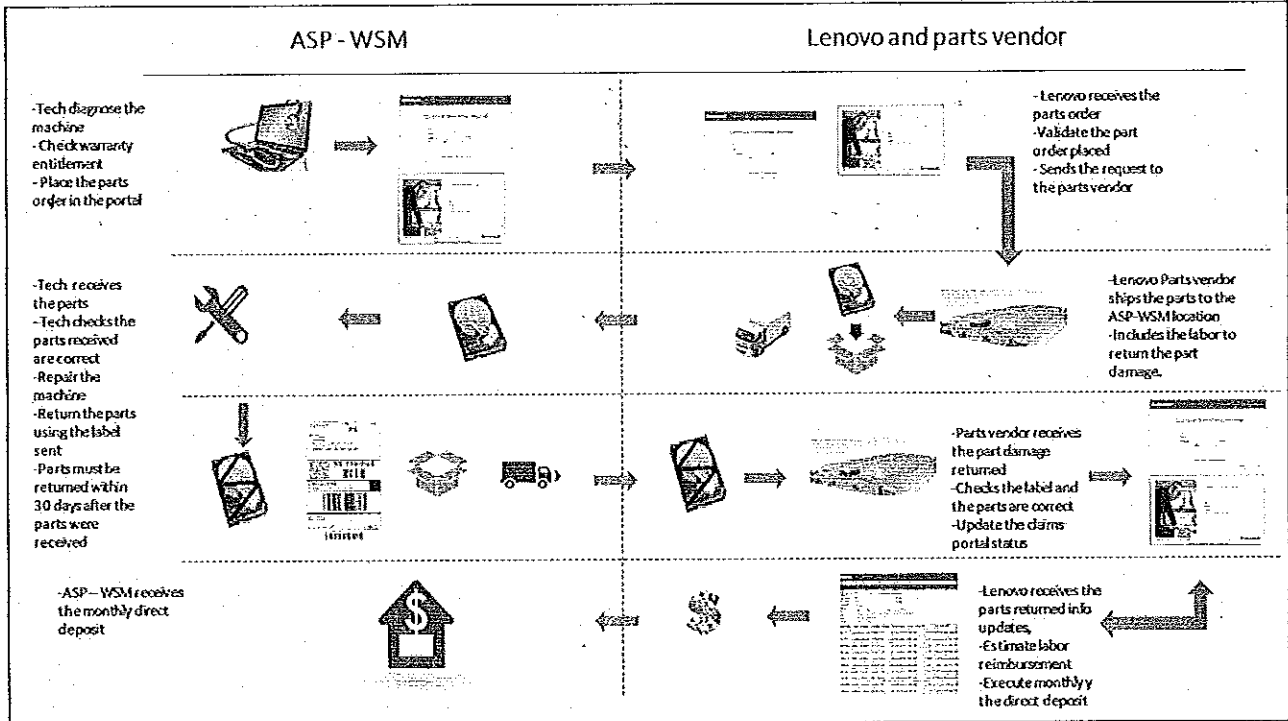 ASP - WSM
Lenovo and parts vendor
-Tech diagnose the
machine
- Check warranty
entitlement
- Place the parts
order in the portal
- Lenovo receives the
parts order
- Validate the part
order placed
- Sends the request to
the parts vendor
-Tech receives
the parts
-Tech checks the
parts received
are correct
-Repair the
machine
-Return the parts
using the label
sent
-Parts must be
returned within
30 days after the
parts were
received
-Lenovo Parts vendor
ships the parts to the
ASP-WSM location
-Includes the labor to
return the part
damage.
-Parts vendor receives
the part damage
returned
-Checks the label and
the parts are correct
-Update the claims
portal status
-ASP – WSM receives
the monthly direct
deposit
-Lenovo receives the
parts returned info
updates,
-Estimate labor
reimbursement
-Execute monthly y
the direct deposit